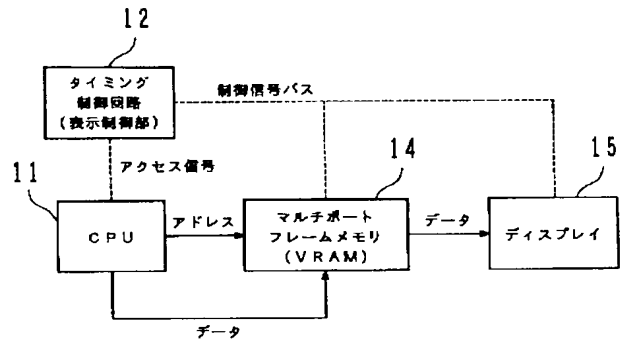 12
タイミング
制御回路
(表示制御部)
制御信号バス
アクセス信号
11
CPU
アドレス
14
マルチポート
フレームメモリ
(VRAM)
データ
15
ディスプレイ
データ